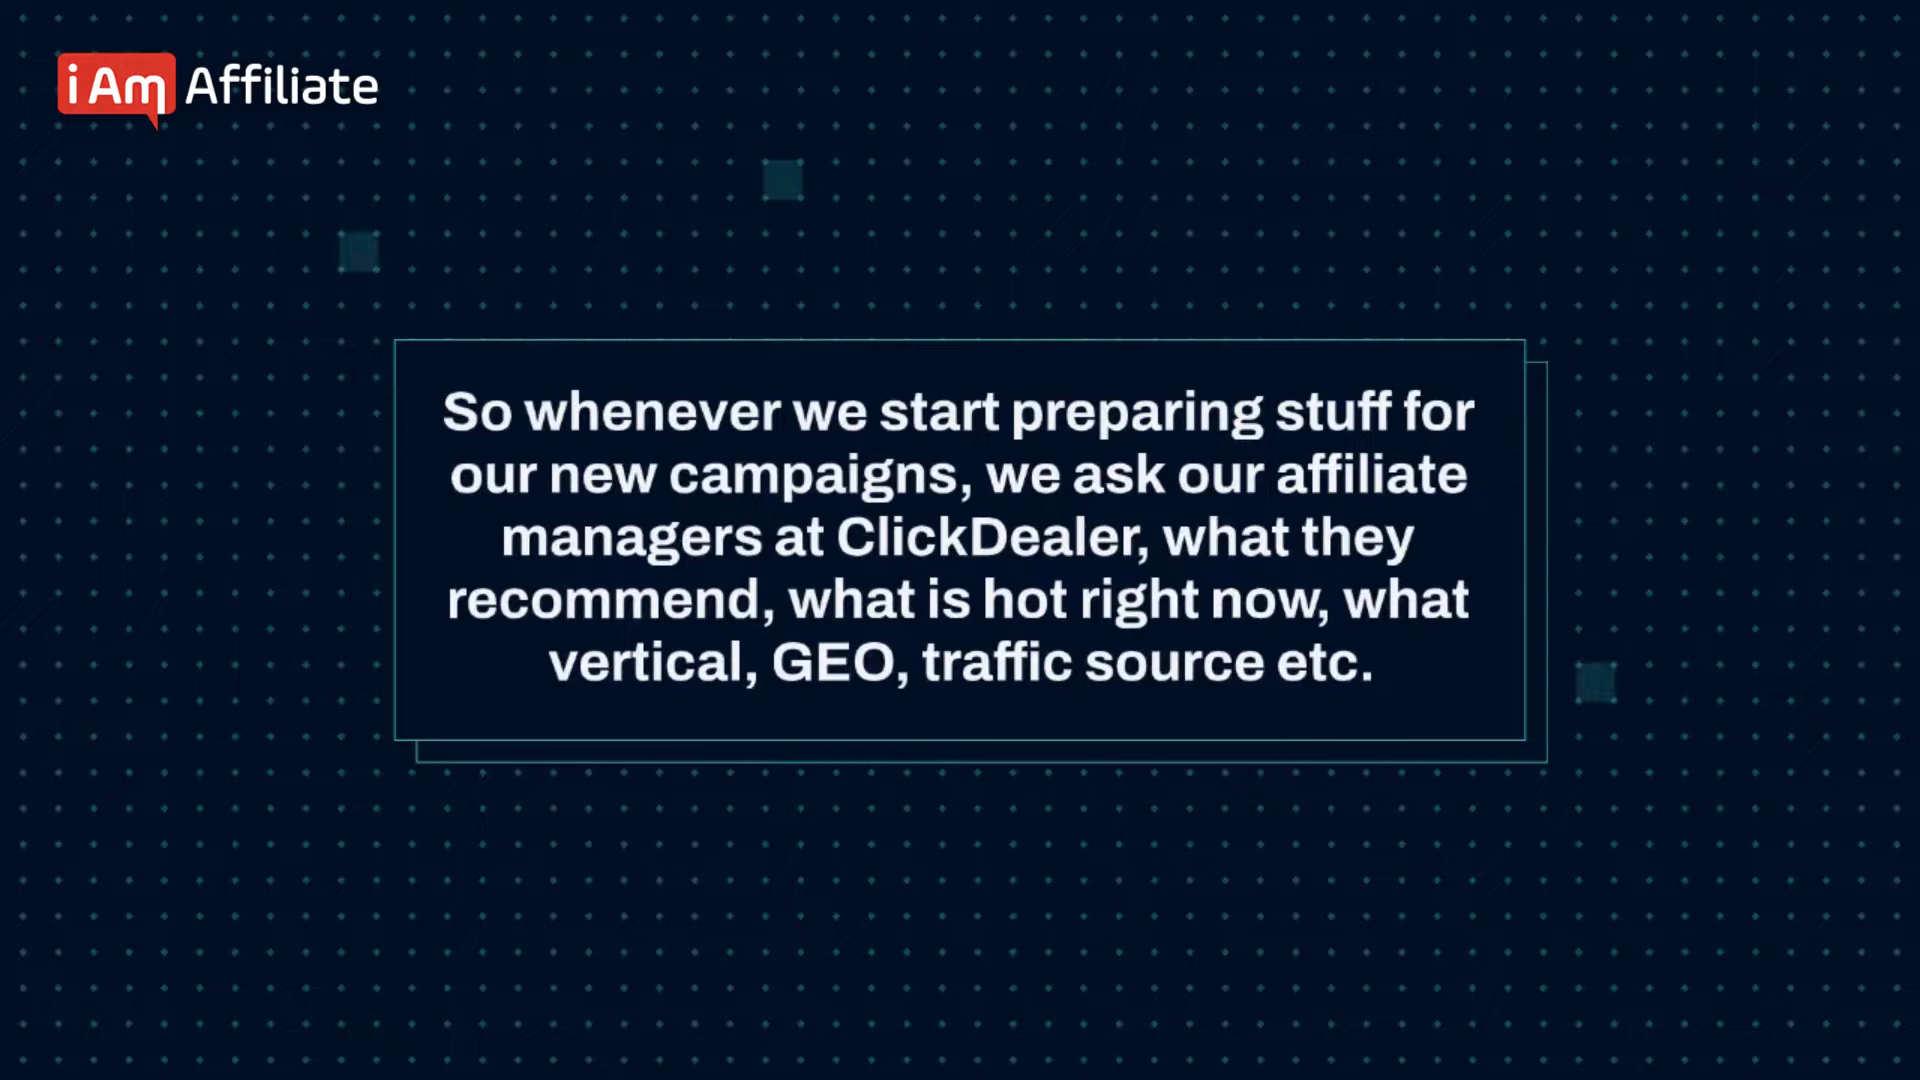 i Am Affiliate
So whenever we start preparing stuff for
our new campaigns, we ask our affiliate
managers at ClickDealer, what they
recommend, what is hot right now, what
vertical, GEO, traffic source etc.